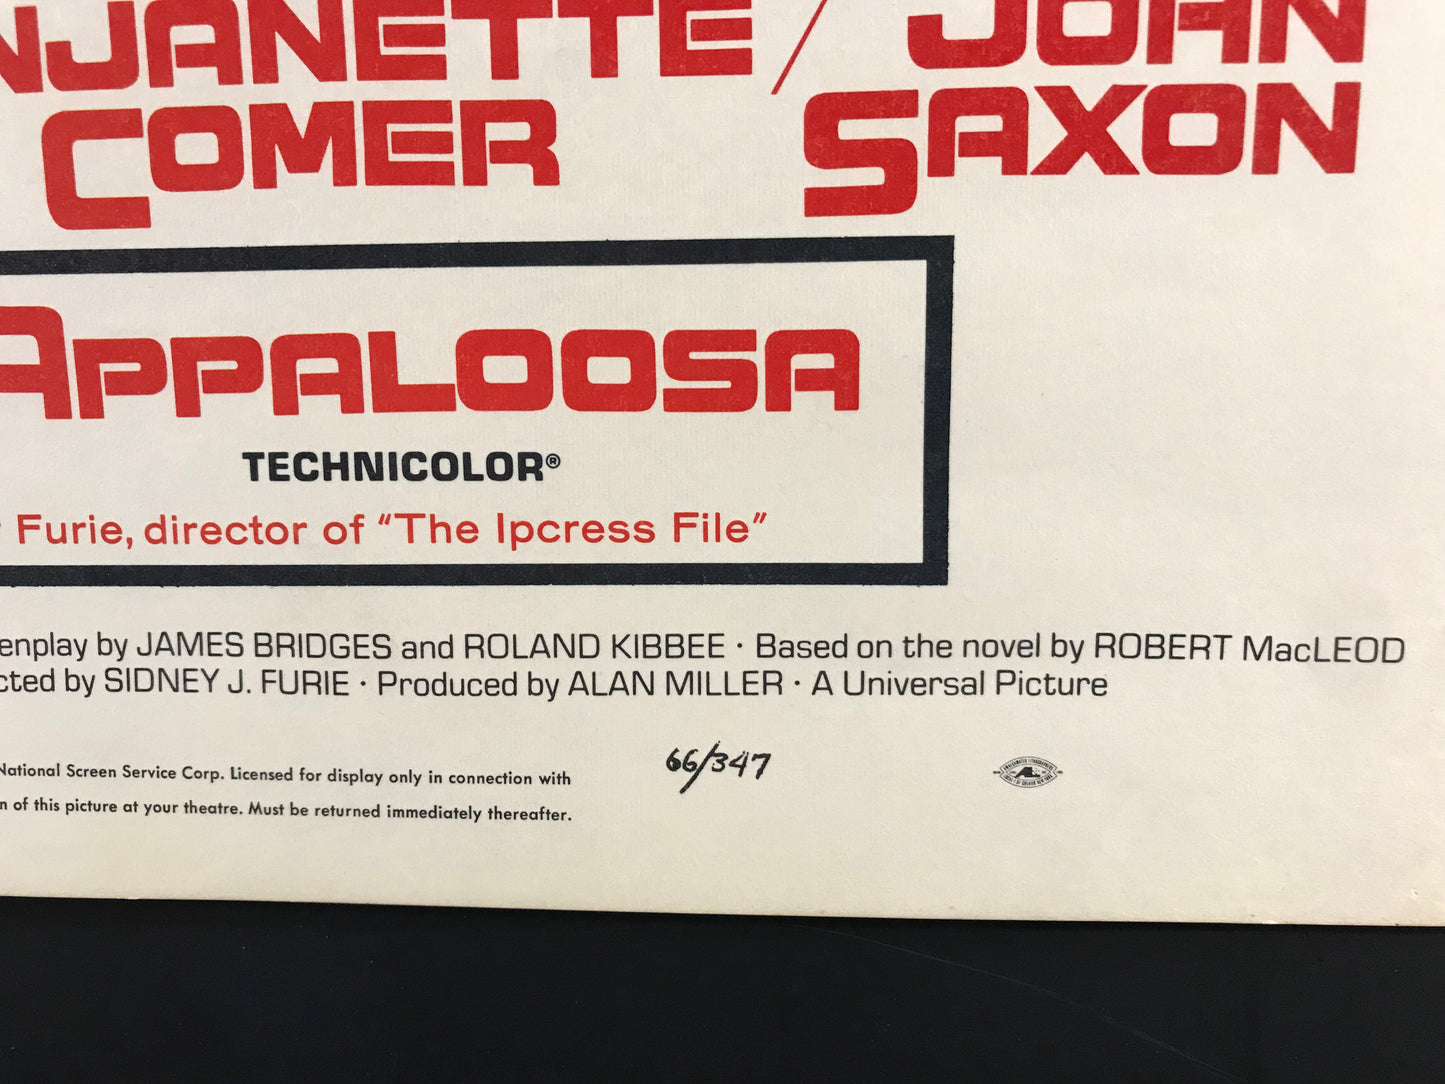 NJANETTE / JOHN
COMER SAXON
APPALOOSA
TECHNICOLOR®
Furie, director of "The Ipcress File"
enplay by JAMES BRIDGES and ROLAND KIBBEE · Based on the novel by ROBERT MacLEOD
cted by SIDNEY J. FURIE · Produced by ALAN MILLER · A Universal Picture
National Screen Service Corp. Licensed for display only in connection with
n of this picture at your theatre. Must be returned immediately thereafter.
66/347